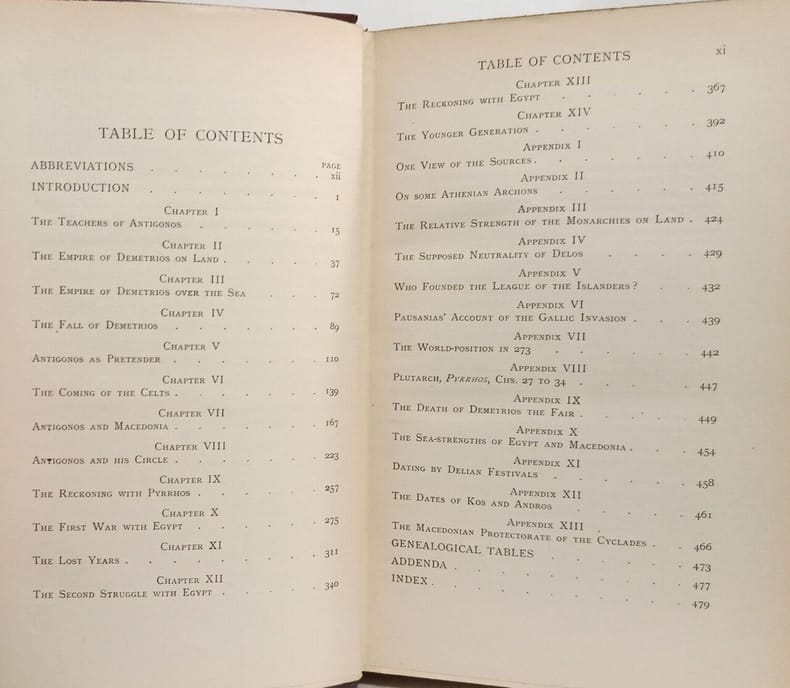 TABLE OF CONTENTS
PAGE
ABBREVIATIONS . . . . . . . xii
INTRODUCTION . . . . . . . 1
Chapter I
The Teachers of Antigonos . . . . . 15
Chapter II
The Empire of Demetrios on Land . . . . 37
Chapter III
The Empire of Demetrios over the Sea . . . 72
Chapter IV
The Fall of Demetrios . . . . . . 89
Chapter V
Antigonos as Pretender . . . . . . 110
Chapter VI
The Coming of the Celts . . . . . . 139
Chapter VII
Antigonos and Macedonia . . . . . . 167
Chapter VIII
Antigonos and his Circle . . . . . . 223
Chapter IX
The Reckoning with Pyrrhos . . . . . 257
Chapter X
The First War with Egypt . . . . . 275
Chapter XI
The Lost Years . . . . . . . 311
Chapter XII
The Second Struggle with Egypt . . . . 340
TABLE OF CONTENTS xi
Chapter XIII
The Reckoning with Egypt . . . . . 367
Chapter XIV
The Younger Generation . . . . . . 392
Appendix I
One View of the Sources . . . . . . 410
Appendix II
On some Athenian Archons . . . . . 415
Appendix III
The Relative Strength of the Monarchies on Land . 424
Appendix IV
The Supposed Neutrality of Delos . . . . 429
Appendix V
Who Founded the League of the Islanders? . . 432
Appendix VI
Pausanias' Account of the Gallic Invasion . . . 439
Appendix VII
The World-position in 273 . . . . . 442
Appendix VIII
Plutarch, Pyrrhos, Chs. 27 to 34 . . . . 447
Appendix IX
The Death of Demetrios the Fair . . . . 449
Appendix X
The Sea-strengths of Egypt and Macedonia . . . 454
Appendix XI
Dating by Delian Festivals . . . . . 458
Appendix XII
The Dates of Kos and Andros . . . . . 461
Appendix XIII
The Macedonian Protectorate of the Cyclades . . 466
GENEALOGICAL TABLES . . . . . 473
ADDENDA . . . . . . . 477
INDEX . . . . . . . . 479